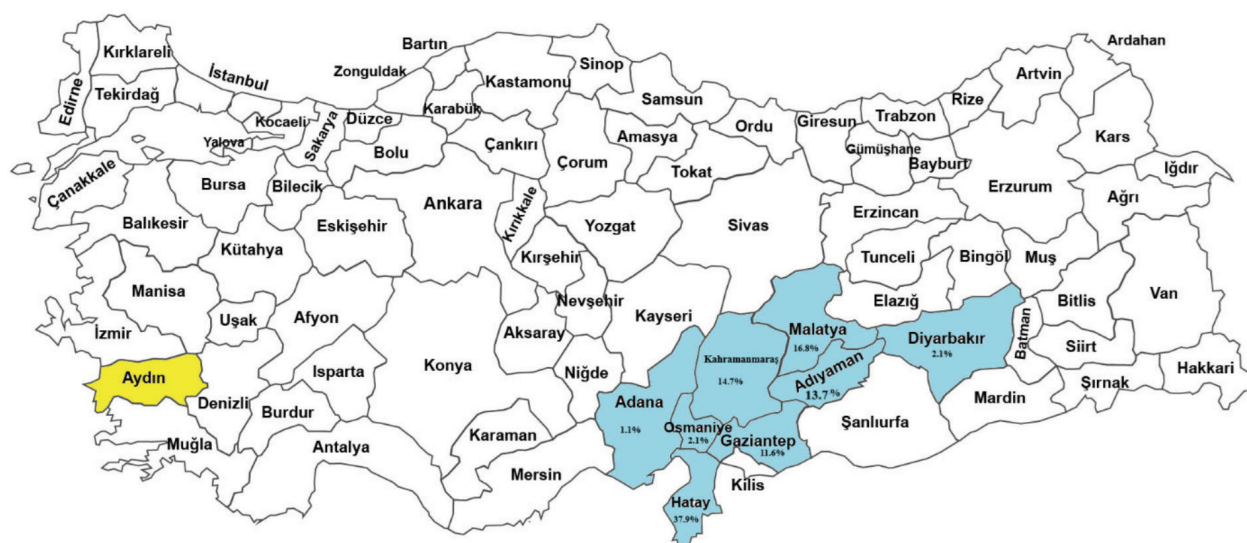 Kırklareli
Edirne
Tekirdağ
İstanbul
Kocaeli
Yalova
Sakarya
Düzce
Bolu
Zonguldak
Bartın
Karabük
Kastamonu
Sinop
Çankırı
Çorum
Samsun
Amasya
Tokat
Ordu
Giresun
Gümüşhane
Trabzon
Bayburt
Rize
Artvin
Ardahan
Kars
Iğdır
Ağrı
Erzurum
Erzincan
Çanakkale
Balıkesir
Bursa
Bilecik
Kütahya
Eskişehir
Ankara
Kırıkkale
Yozgat
Sivas
Kırşehir
Nevşehir
Kayseri
Tunceli
Bingöl
Muş
Elazığ
Bitlis
Van
Manisa
İzmir
Uşak
Afyon
Aksaray
Konya
Niğde
Isparta
Aydın
Denizli
Burdur
Muğla
Antalya
Karaman
Mersin
Malatya
16.8%
Kahramanmaraş
14.7%
Adıyaman
13.7%
Diyarbakır
2.1%
Batman
Siirt
Şırnak
Hakkari
Mardin
Şanlıurfa
Adana
1.1%
Osmaniye
2.1%
Gaziantep
11.6%
Kilis
Hatay
37.9%